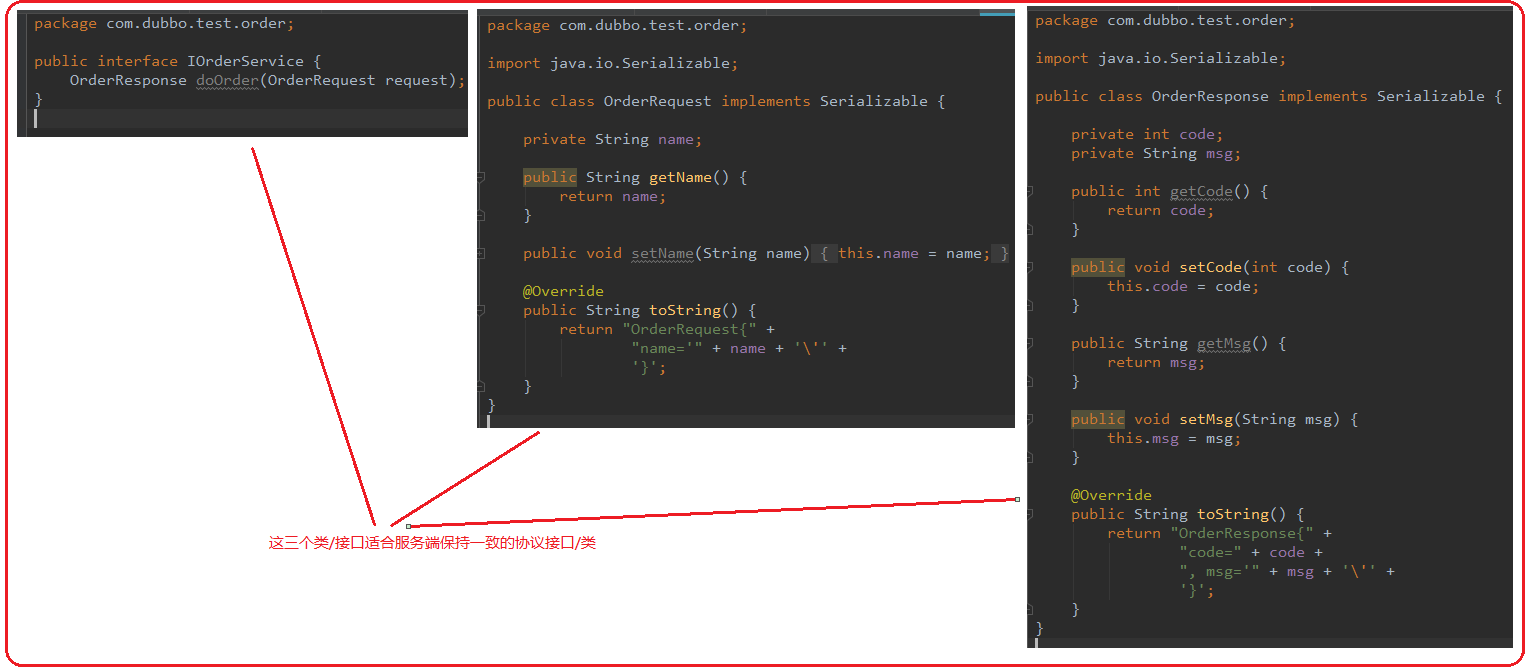 package com.dubbo.test.order;
public interface IOrderService {
OrderResponse doOrder(OrderRequest request);
}
package com.dubbo.test.order;
import java.io.Serializable;
public class OrderRequest implements Serializable {
private String name;
public String getName() {
return name;
}
public void setName(String name) { this.name = name; }
@Override
public String toString() {
return "OrderRequest{" +
"name='" + name + '\'' +
'}';
}
}
package com.dubbo.test.order;
import java.io.Serializable;
public class OrderResponse implements Serializable {
private int code;
private String msg;
public int getCode() {
return code;
}
public void setCode(int code) {
this.code = code;
}
public String getMsg() {
return msg;
}
public void setMsg(String msg) {
this.msg = msg;
}
@Override
public String toString() {
return "OrderResponse{" +
"code=" + code +
", msg='" + msg + '\'' +
'}';
}
}
这三个类/接口适合服务端保持一致的协议接口/类